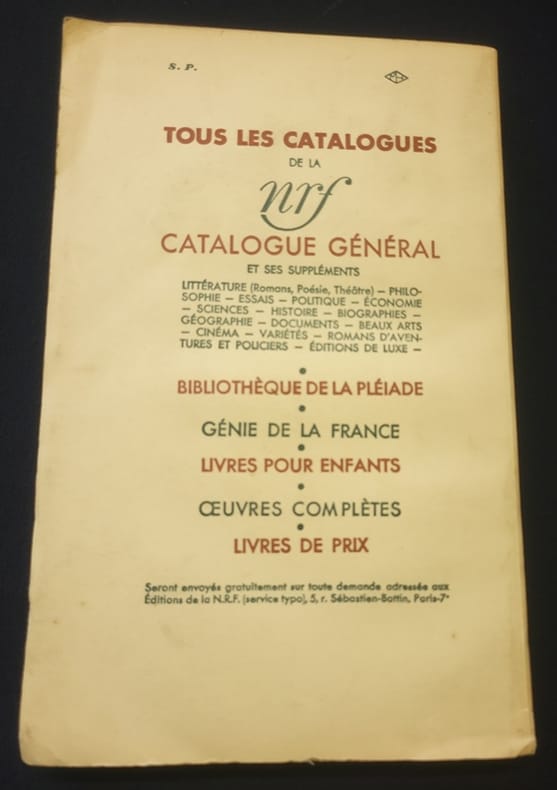 S. P.
TOUS LES CATALOGUES
DE LA
nrf
CATALOGUE GÉNÉRAL
ET SES SUPPLÉMENTS
LITTÉRATURE (Romans, Poésie, Théâtre) — PHILO-
SOPHIE — ESSAIS — POLITIQUE — ÉCONOMIE
— SCIENCES — HISTOIRE — BIOGRAPHIES —
GÉOGRAPHIE — DOCUMENTS — BEAUX ARTS
— CINÉMA — VARIÉTÉS — ROMANS D'AVEN-
TURES ET POLICIERS — ÉDITIONS DE LUXE —
•
BIBLIOTHÈQUE DE LA PLÉIADE
•
GÉNIE DE LA FRANCE
•
LIVRES POUR ENFANTS
•
ŒUVRES COMPLÈTES
•
LIVRES DE PRIX
Seront envoyés gratuitement sur toute demande adressée aux
Éditions de la N.R.F. (service typo), 5, r. Sébastien-Bottin, Paris-7ᵉ